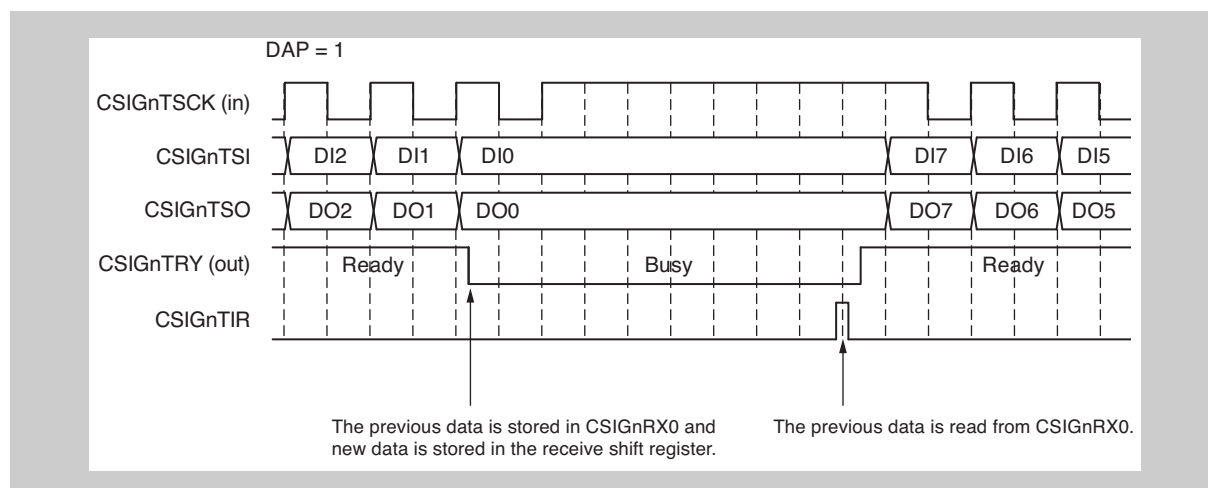 DAP = 1
CSIGnTSCK (in)
CSIGnTSI DI2 DI1 DI0 DI7 DI6 DI5
CSIGnTSO DO2 DO1 DO0 DO7 DO6 DO5
CSIGnTRY (out) Ready Busy Ready
CSIGnTIR
The previous data is stored in CSIGnRX0 and
new data is stored in the receive shift register.
The previous data is read from CSIGnRX0.